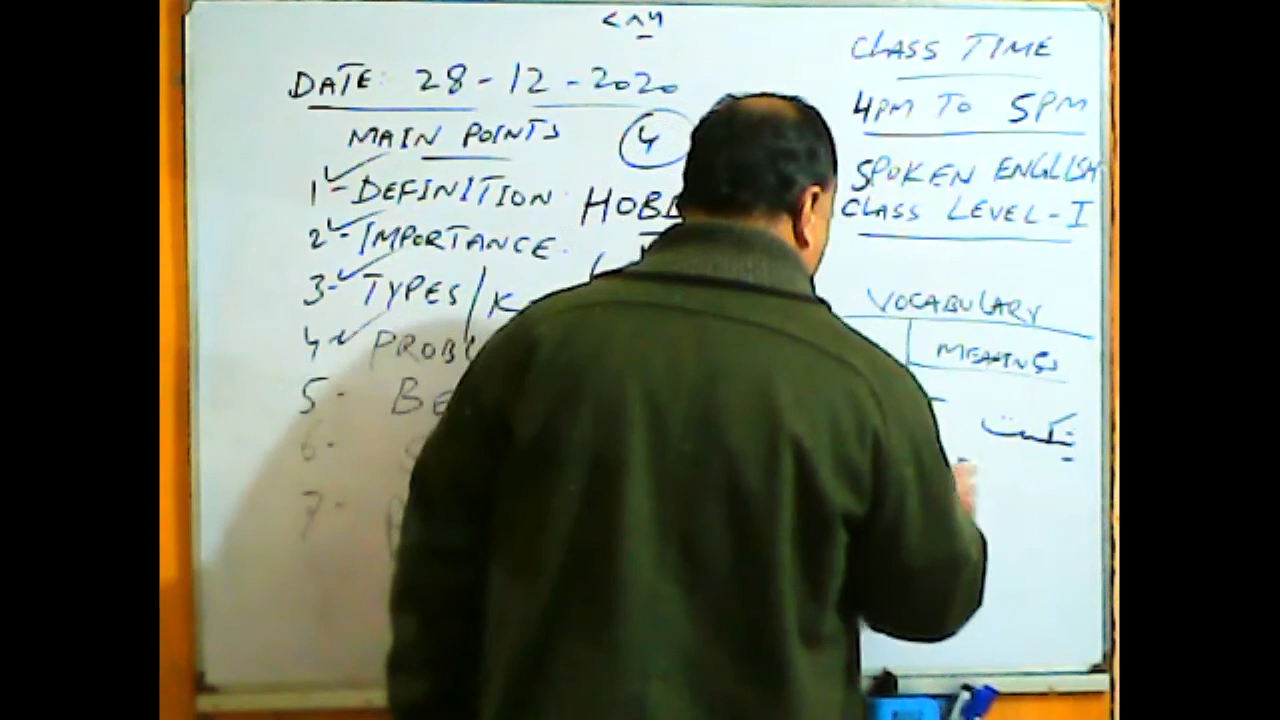 DATE: 28-12-2020
MAIN POINTS
4
1- DEFINITION
2- IMPORTANCE.
3- TYPES/K
4- PROB
5- BE
6-
7-
HOBB
CLASS TIME
4PM TO 5PM
SPOKEN ENGLISH
CLASS LEVEL-I
VOCABULARY
MEANINGS